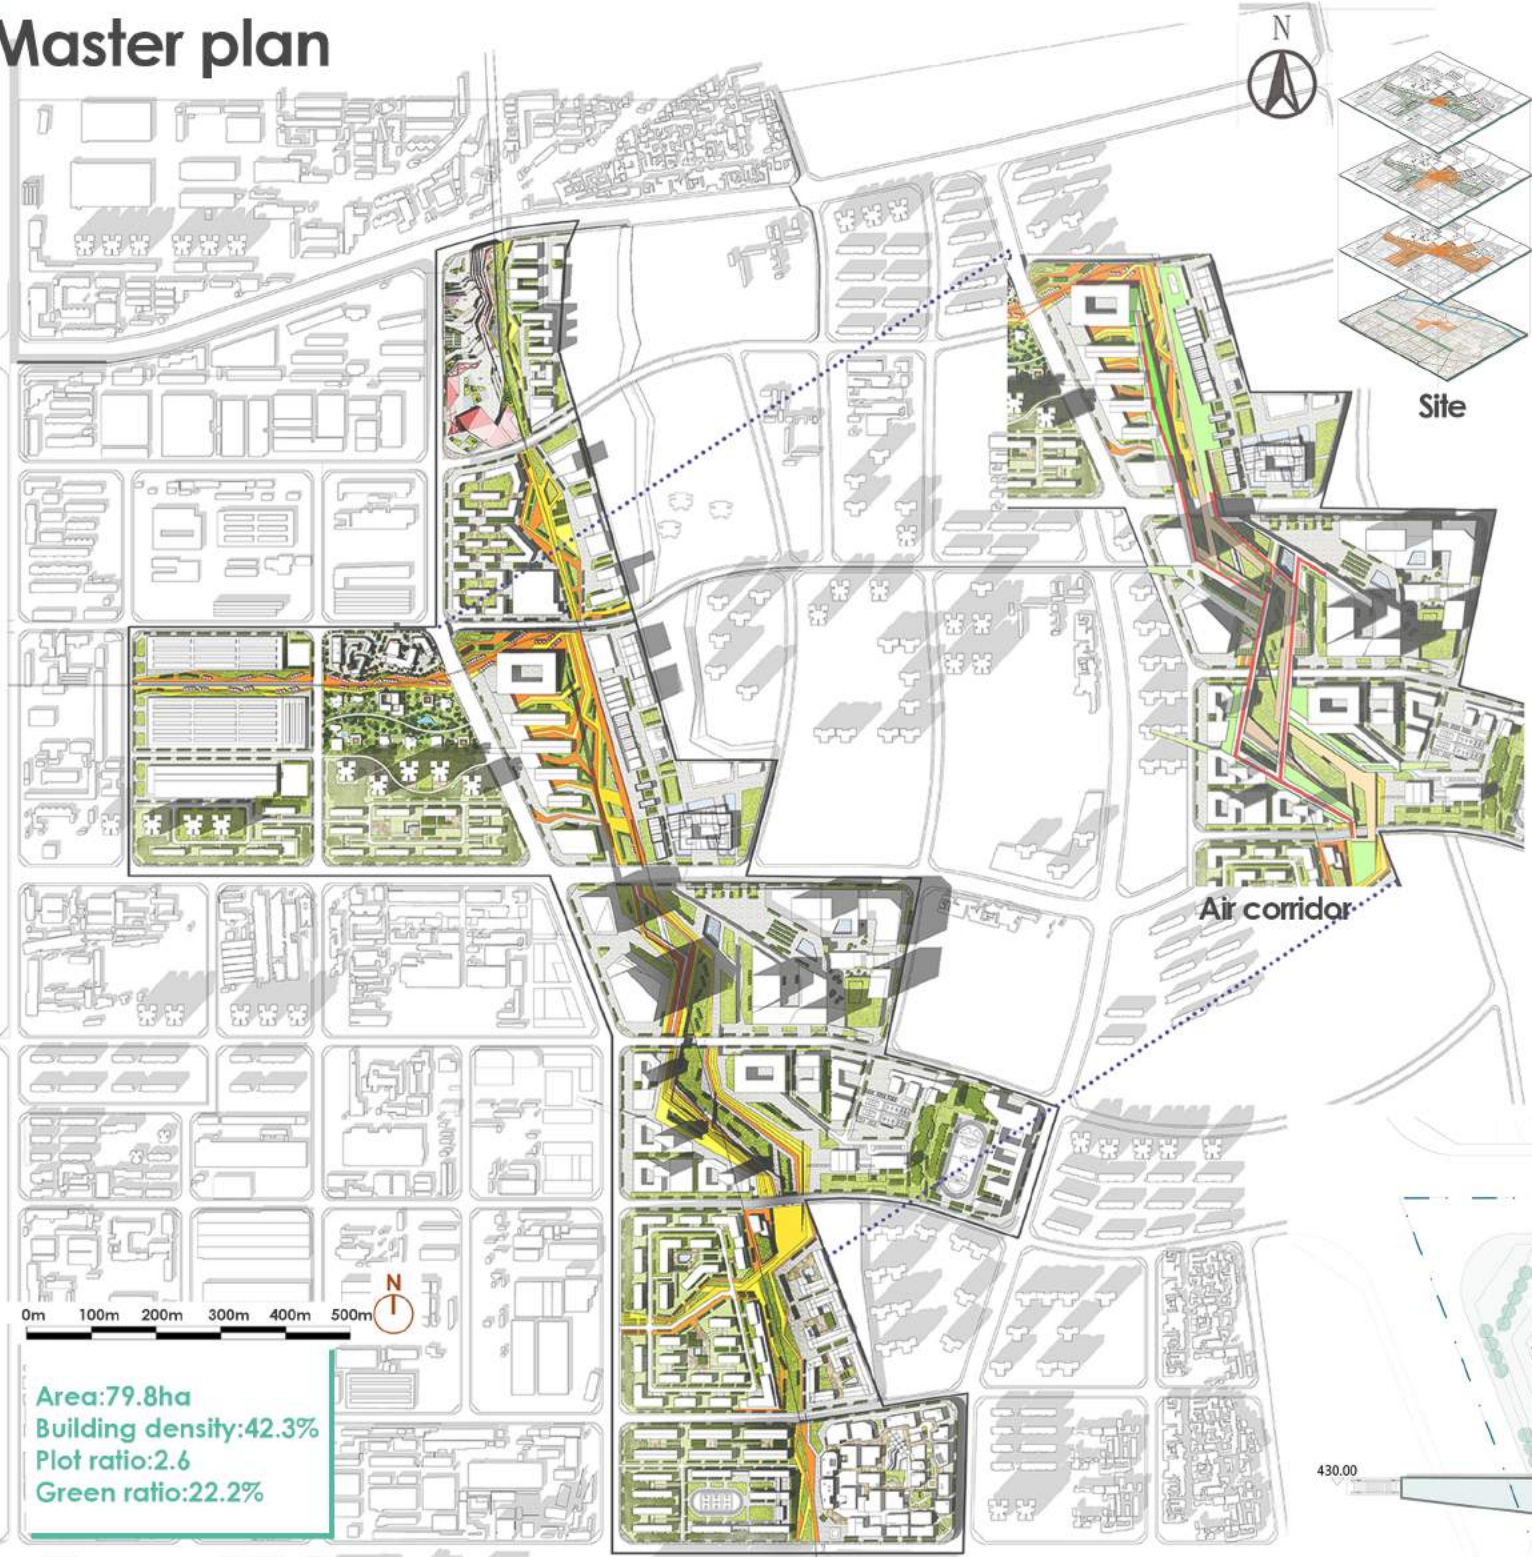 Master plan
N
Site
Air corridor
N
0m 100m 200m 300m 400m 500m
Area:79.8ha
Building density:42.3%
Plot ratio:2.6
Green ratio:22.2%
430.00